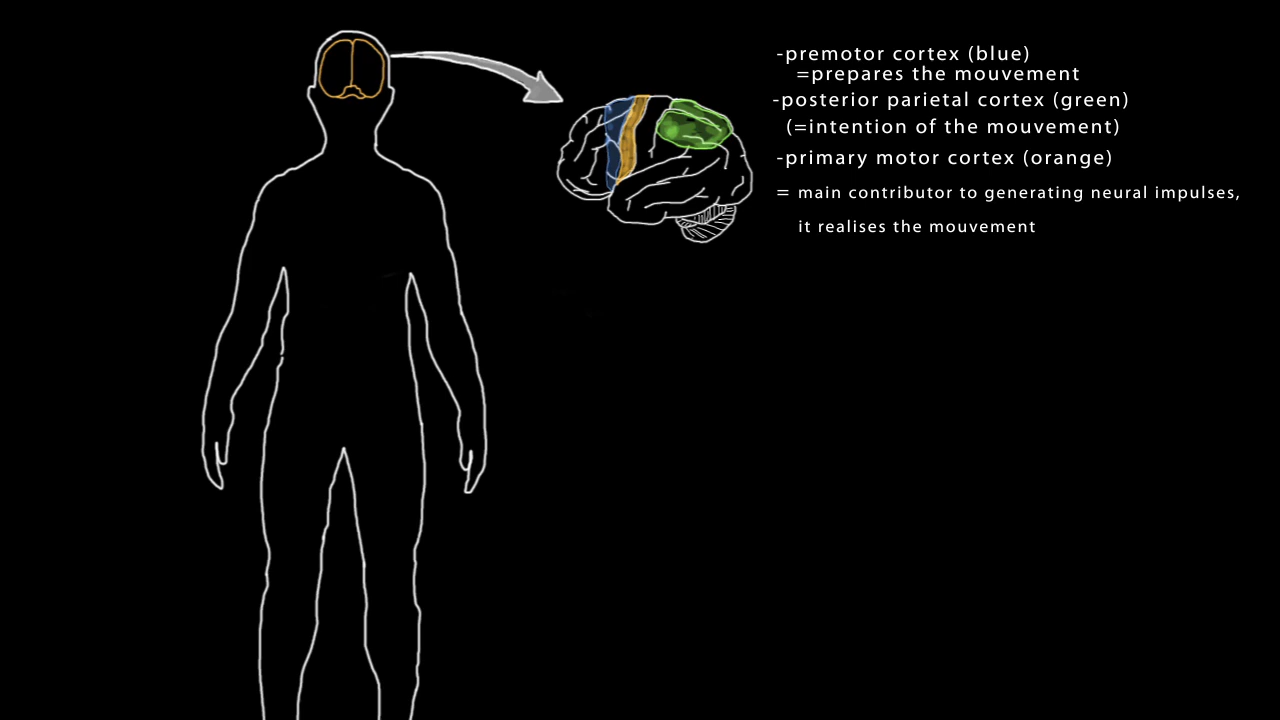 -premotor cortex (blue)
=prepares the mouvement
-posterior parietal cortex (green)
(=intention of the mouvement)
-primary motor cortex (orange)
= main contributor to generating neural impulses,
it realises the mouvement